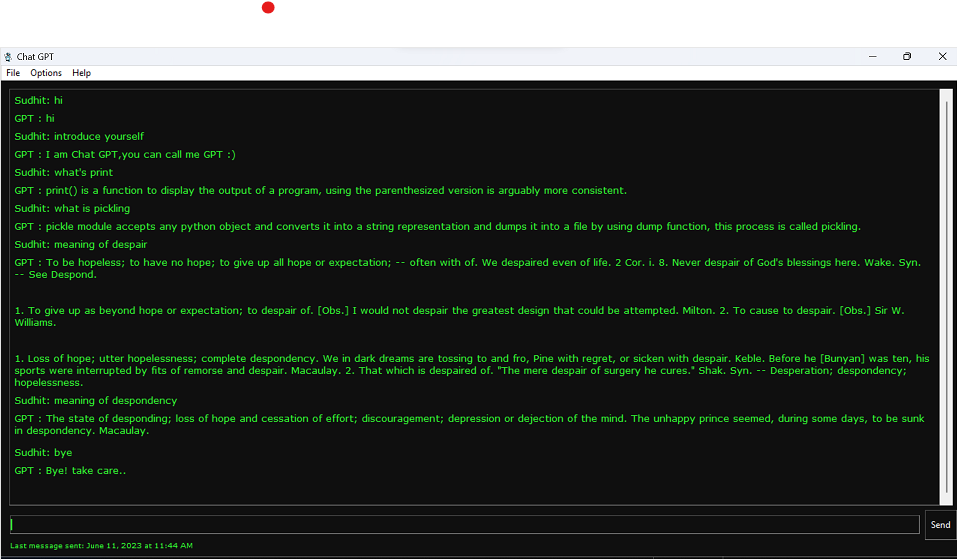 Chat GPT
File Options Help
Sudhit: hi
GPT : hi
Sudhit: introduce yourself
GPT : I am Chat GPT,you can call me GPT :)
Sudhit: what's print
GPT : print() is a function to display the output of a program, using the parenthesized version is arguably more consistent.
Sudhit: what is pickling
GPT : pickle module accepts any python object and converts it into a string representation and dumps it into a file by using dump function, this process is called pickling.
Sudhit: meaning of despair
GPT : To be hopeless; to have no hope; to give up all hope or expectation; -- often with of. We despaired even of life. 2 Cor. i. 8. Never despair of God's blessings here. Wake. Syn.
-- See Despond.
1. To give up as beyond hope or expectation; to despair of. [Obs.] I would not despair the greatest design that could be attempted. Milton. 2. To cause to despair. [Obs.] Sir W.
Williams.
1. Loss of hope; utter hopelessness; complete despondency. We in dark dreams are tossing to and fro, Pine with regret, or sicken with despair. Keble. Before he [Bunyan] was ten, his
sports were interrupted by fits of remorse and despair. Macaulay. 2. That which is despaired of. "The mere despair of surgery he cures." Shak. Syn. -- Desperation; despondency;
hopelessness.
Sudhit: meaning of despondency
GPT : The state of desponding; loss of hope and cessation of effort; discouragement; depression or dejection of the mind. The unhappy prince seemed, during some days, to be sunk
in despondency. Macaulay.
Sudhit: bye
GPT : Bye! take care..
Send
Last message sent: June 11, 2023 at 11:44 AM